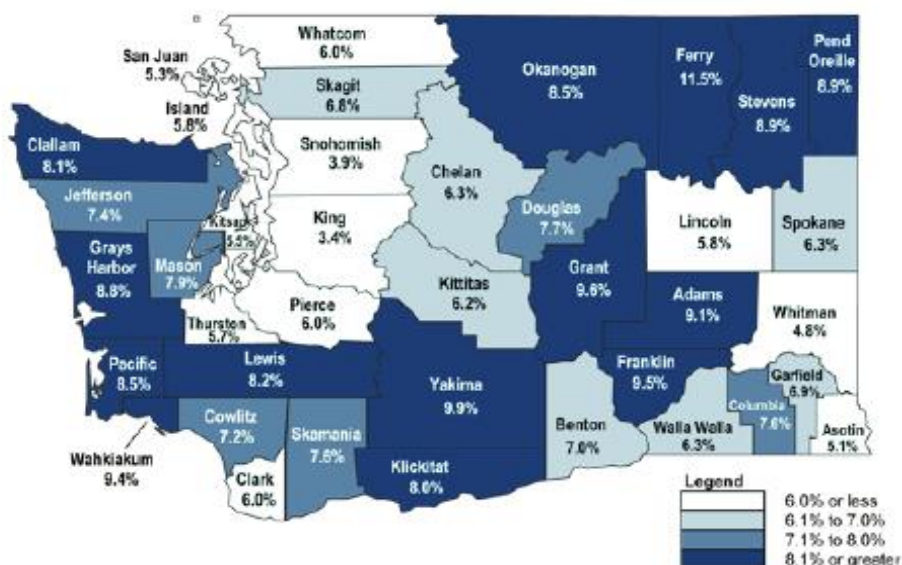 Whatcom
6.0%
San Juan
5.3%
Skagit
6.8%
Island
5.8%
Okanogan
8.5%
Ferry
11.5%
Stevens
8.9%
Pend
Oreille
8.9%
Clallam
8.1%
Snohomish
3.9%
Chelan
6.3%
Jefferson
7.4%
Kitsap
5.5%
King
3.4%
Douglas
7.7%
Lincoln
5.8%
Spokane
6.3%
Grays
Harbor
8.8%
Mason
7.9%
Kittitas
6.2%
Grant
9.6%
Adams
9.1%
Whitman
4.8%
Thurston
5.7%
Pierce
6.0%
Pacific
8.5%
Lewis
8.2%
Yakima
9.9%
Franklin
9.5%
Garfield
6.9%
Cowlitz
7.2%
Skamania
Benton
7.0%
Walla Walla
6.3%
Columbia
Asotin
5.1%
Wahkiakum
9.4%
Clark
6.0%
Klickitat
8.0%
Legend
6.0% or less
6.1% to 7.0%
7.1% to 8.0%
8.1% or greater